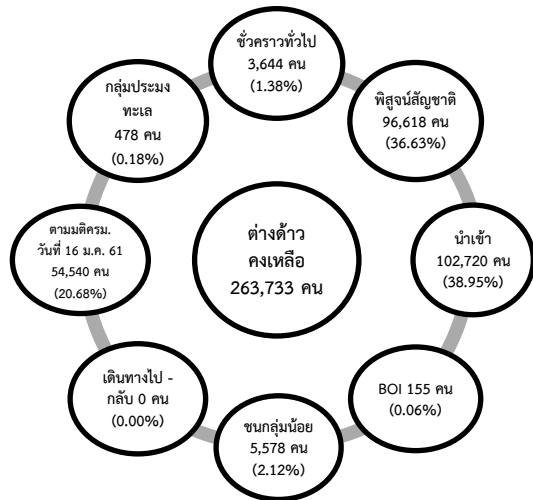 ชั่วคราวทั่วไป
3,644 คน
(1.38%)
พิสูจน์สัญชาติ
96,618 คน
(36.63%)
นำเข้า
102,720 คน
(38.95%)
BOI 155 คน
(0.06%)
ชนกลุ่มน้อย
5,578 คน
(2.12%)
เดินทางไป -
กลับ 0 คน
(0.00%)
ตามมติครม.
วันที่ 16 ม.ค. 61
54,540 คน
(20.68%)
กลุ่มประมง
ทะเล
478 คน
(0.18%)
ต่างด้าว
คงเหลือ
263,733 คน